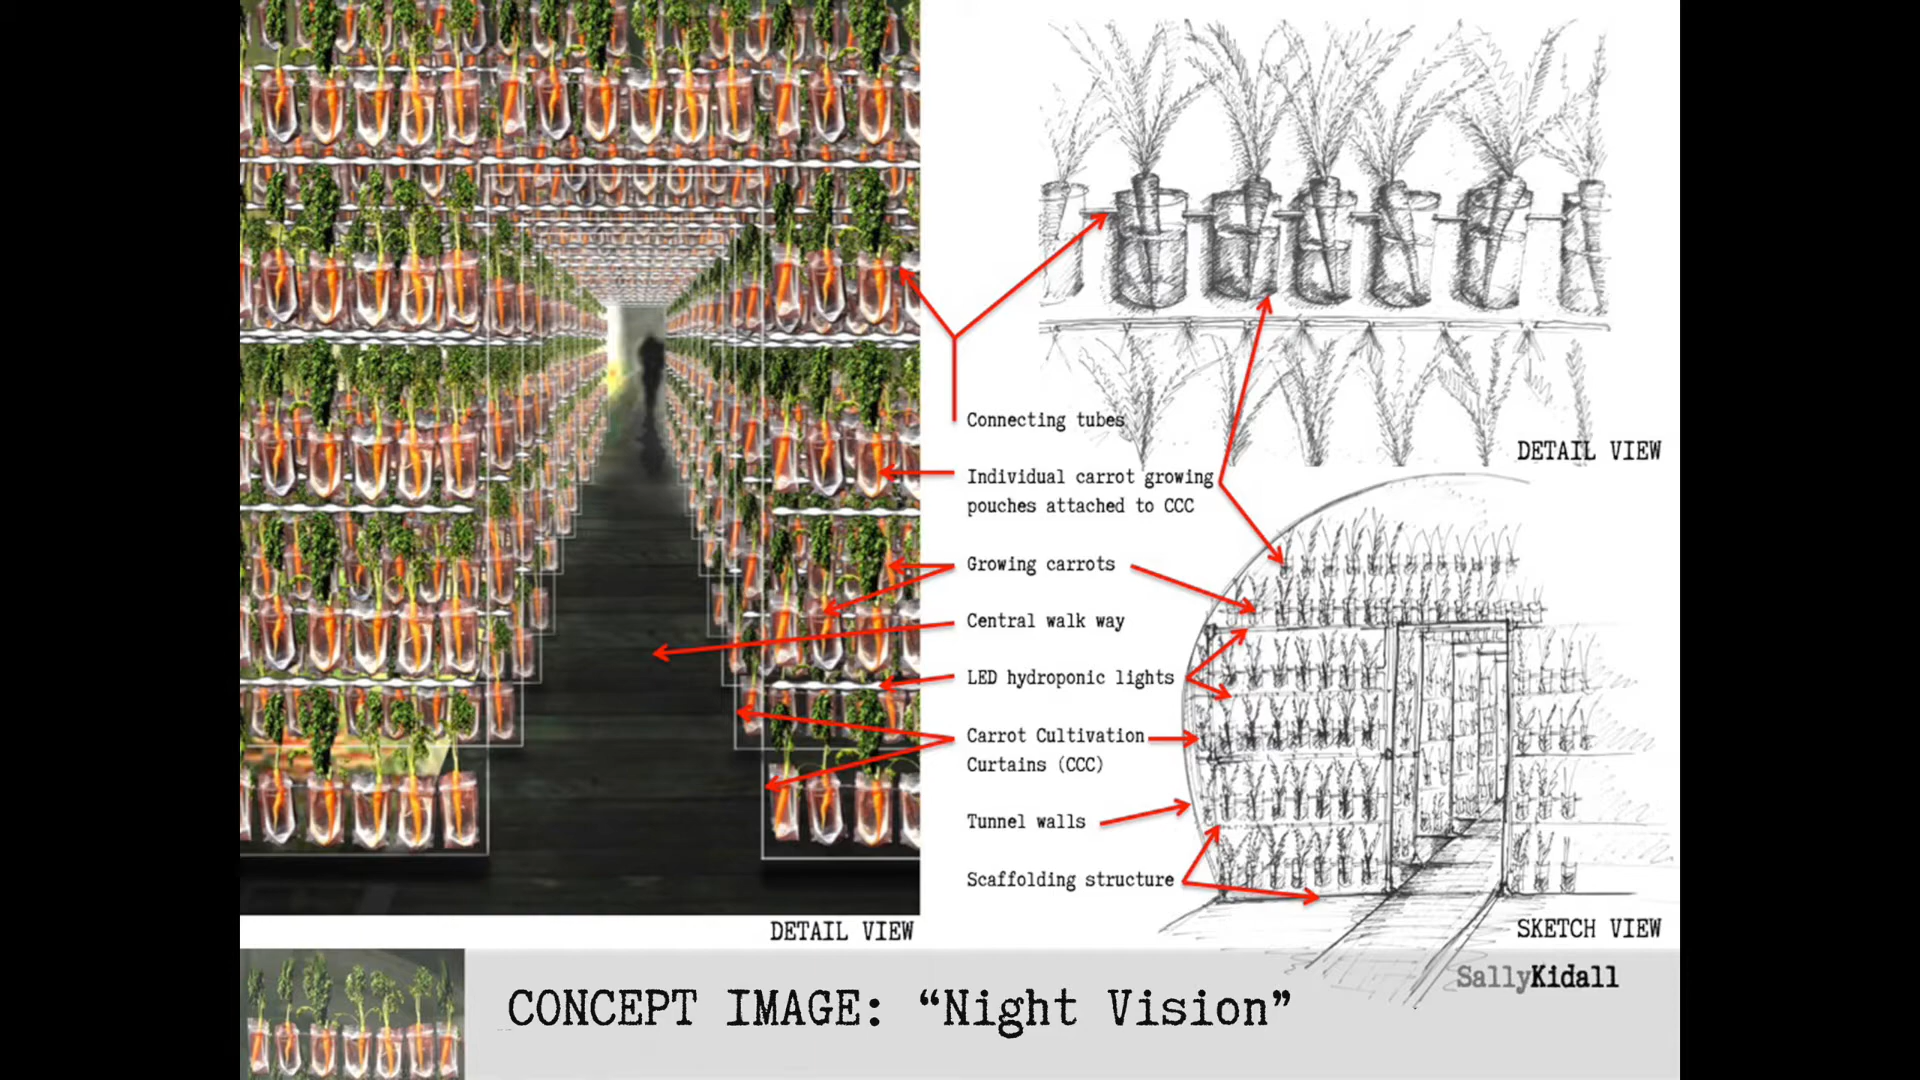 Connecting tubes
Individual carrot growing
pouches attached to CCC
Growing carrots
Central walk way
LED hydroponic lights
Carrot Cultivation
Curtains (CCC)
Tunnel walls
Scaffolding structure
DETAIL VIEW
DETAIL VIEW
SKETCH VIEW
SallyKidall
CONCEPT IMAGE: “Night Vision”